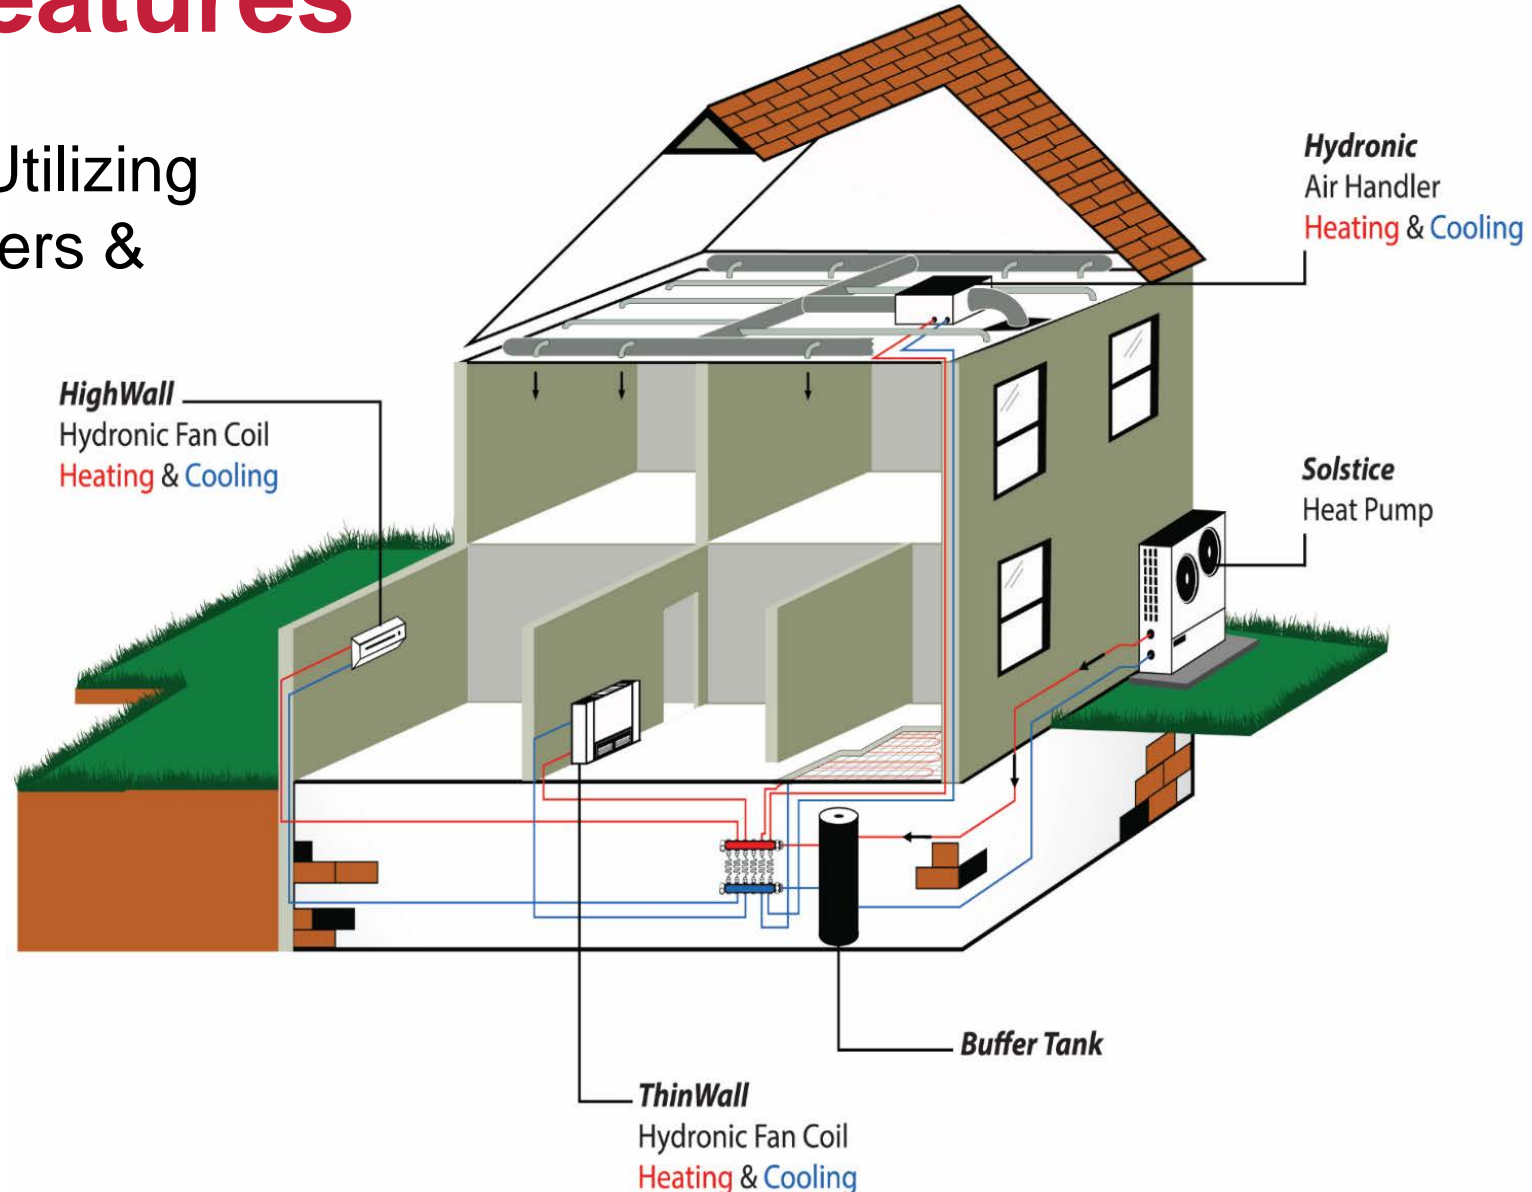 eatures
Utilizing
ers &
Hydronic
Air Handler
Heating & Cooling
HighWall
Hydronic Fan Coil
Heating & Cooling
Solstice
Heat Pump
Buffer Tank
ThinWall
Hydronic Fan Coil
Heating & Cooling